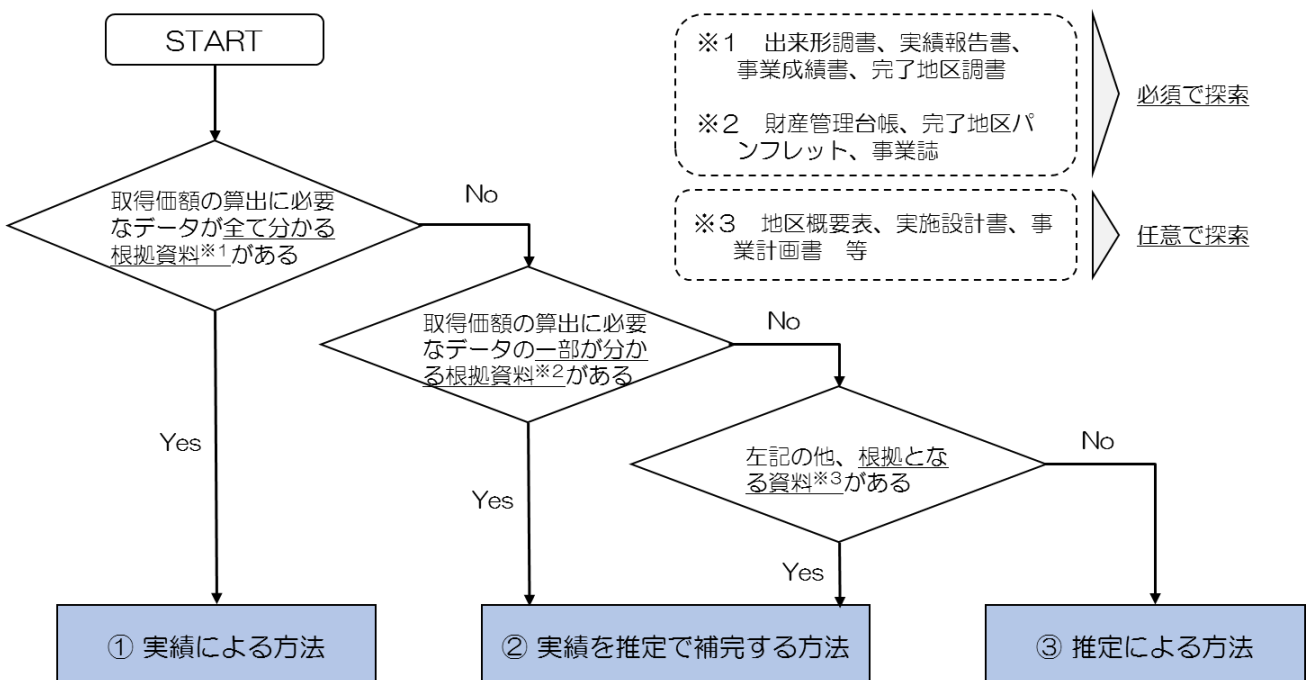 START
※1 出来形調書、実績報告書、
事業成績書、完了地区調書
※2 財産管理台帳、完了地区パ
ンフレット、事業誌
必須で探索
※3 地区概要表、実施設計書、事
業計画書 等
任意で探索
取得価額の算出に必要
なデータが全て分かる
根拠資料※1がある
No
Yes
取得価額の算出に必要
なデータの一部が分か
る根拠資料※2がある
No
Yes
左記の他、根拠とな
る資料※3がある
No
Yes
① 実績による方法
② 実績を推定で補完する方法
③ 推定による方法